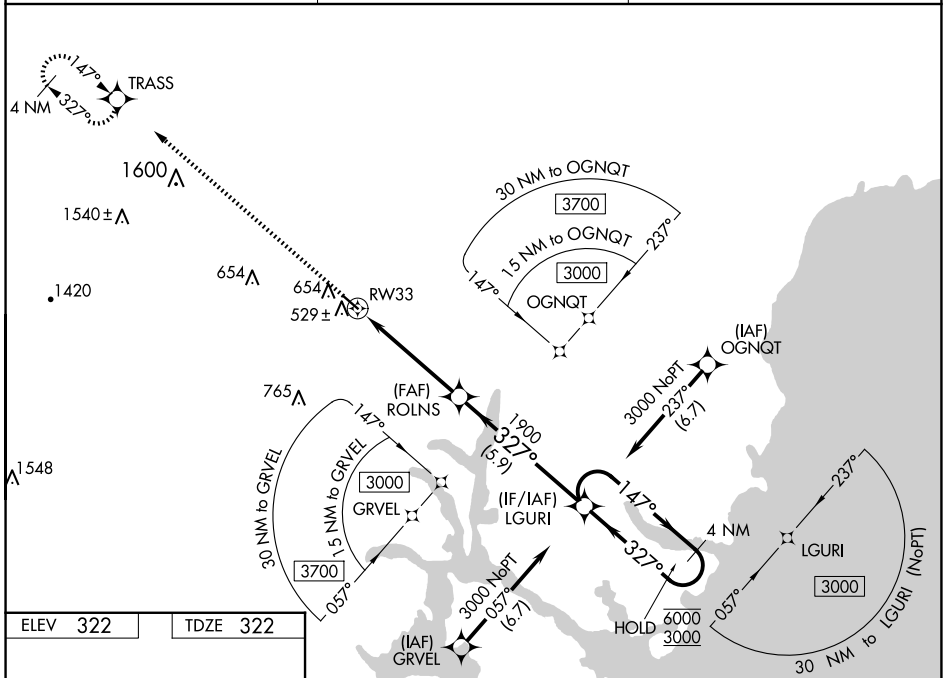 147°
TRASS
4 NM
327°
1600
1540 ±
1420
654
654
529 ±
RW33
30 NM to OGNQT
3700
15 NM to OGNQT
3000
237°
147°
OGNQT
(IAF)
OGNQT
3000 NoPT
237°
(6.7)
765
(FAF)
ROLNS
1900
327°
(5.9)
1548
30 NM to GRVEL
147°
15 NM to GRVEL
3000
GRVEL
3700
057°
(IF/IAF)
LGURI
147°
4 NM
327°
HOLD
6000
3000
237°
LGURI
057°
3000
30 NM to LGURI (NoPT)
3000 NoPT
057°
(6.7)
(IAF)
GRVEL
ELEV 322
TDZE 322